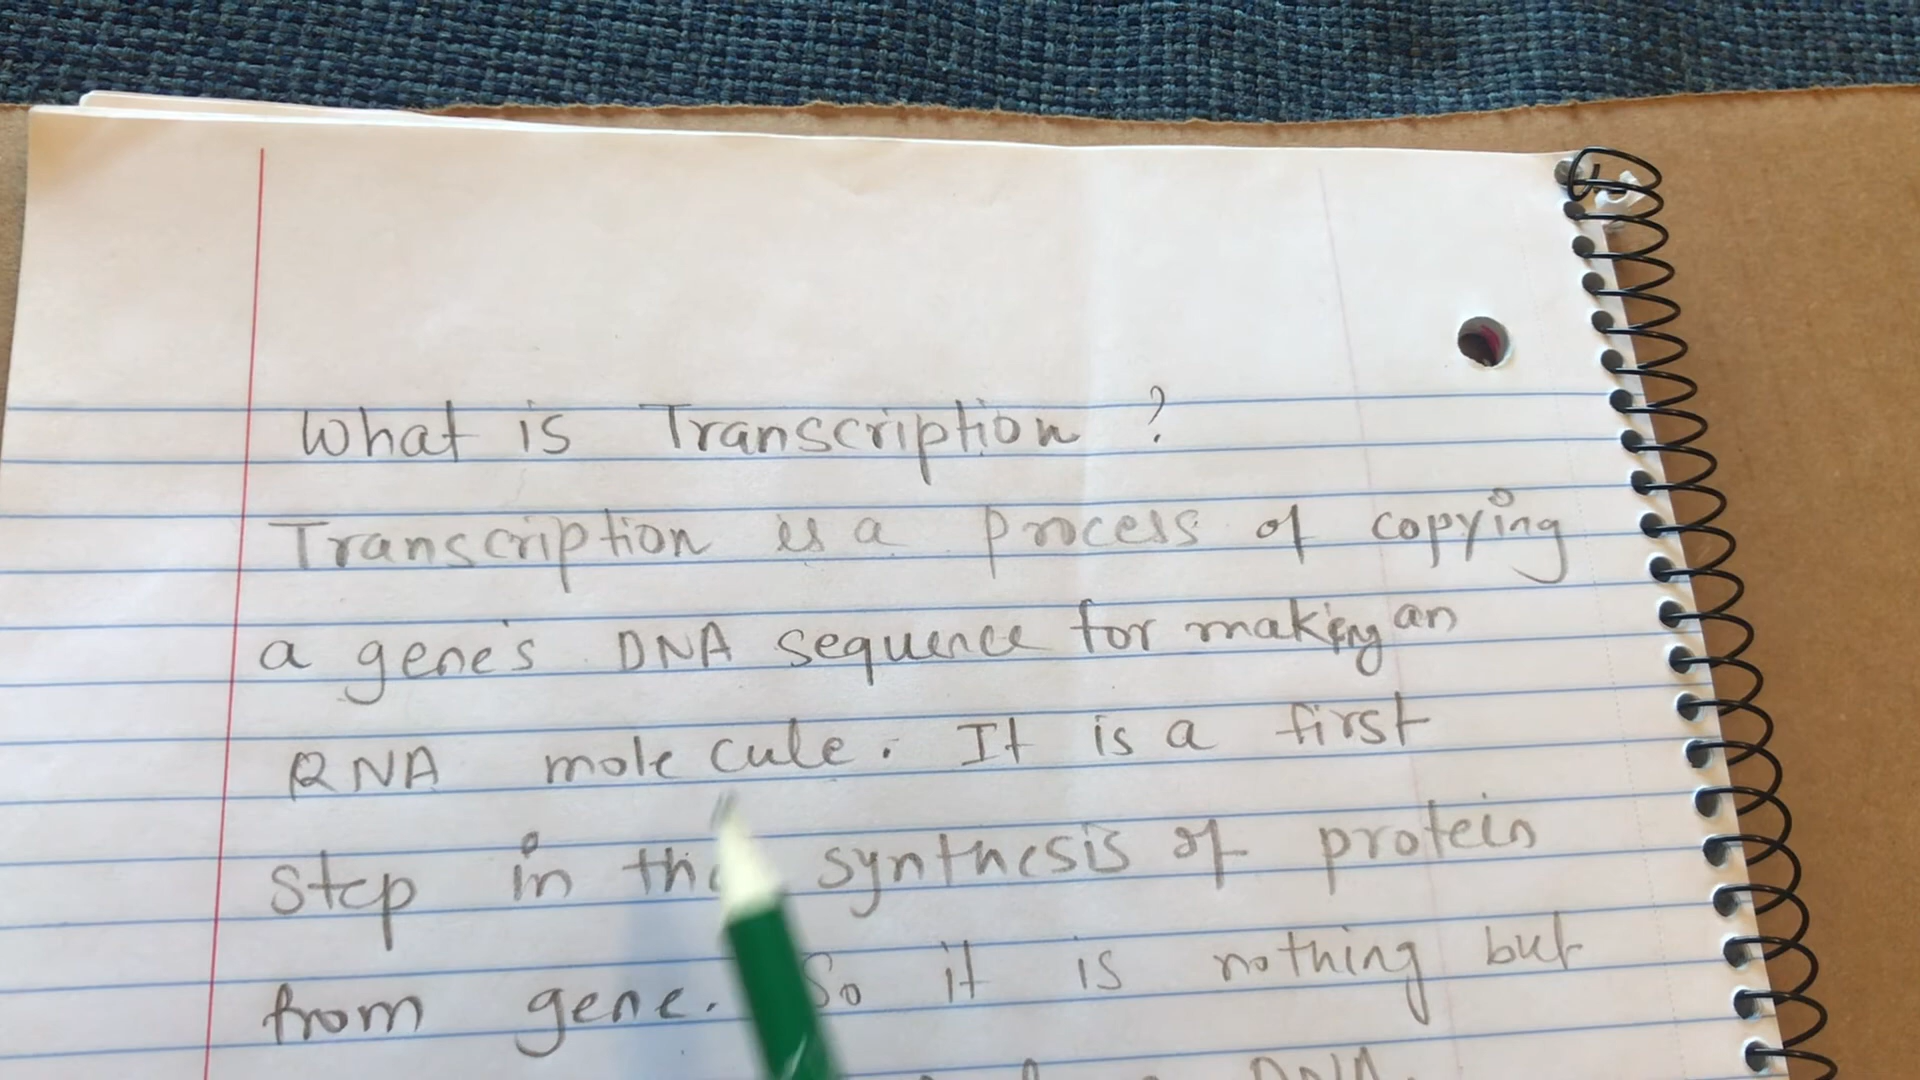 What is Transcription ?
Transcription is a process of copying
a gene's DNA sequence for making an
RNA molecule. It is a first
step in the synthesis of protein
from gene. So it is nothing but
DNA.